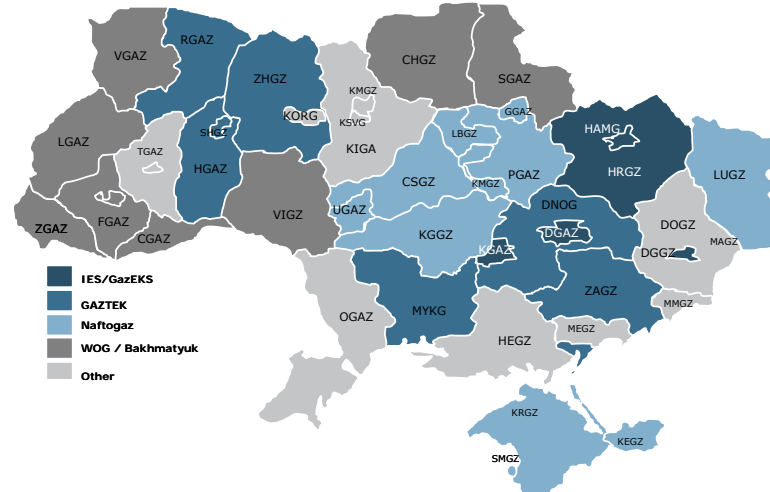 RGAZ
VGAZ
ZHGZ
CHGZ
SGAZ
KMGZ
GGAZ
KORG
KSVG
HAMG
LBGZ
SHGZ
LGAZ
TGAZ
KIGA
HGAZ
HRGZ
PGAZ
LUGZ
CSGZ
KMGZ
DNOG
UGAZ
VIGZ
FGAZ
ZGAZ
CGAZ
KGGZ
DGAZ
KGAZ
DOGZ
MAGZ
DGGZ
ZAGZ
MMGZ
MYKG
OGAZ
MEGZ
HEGZ
IES/GazEKS
GAZTEK
Naftogaz
WOG / Bakhmatyuk
Other
KRGZ
KEGZ
SMGZ